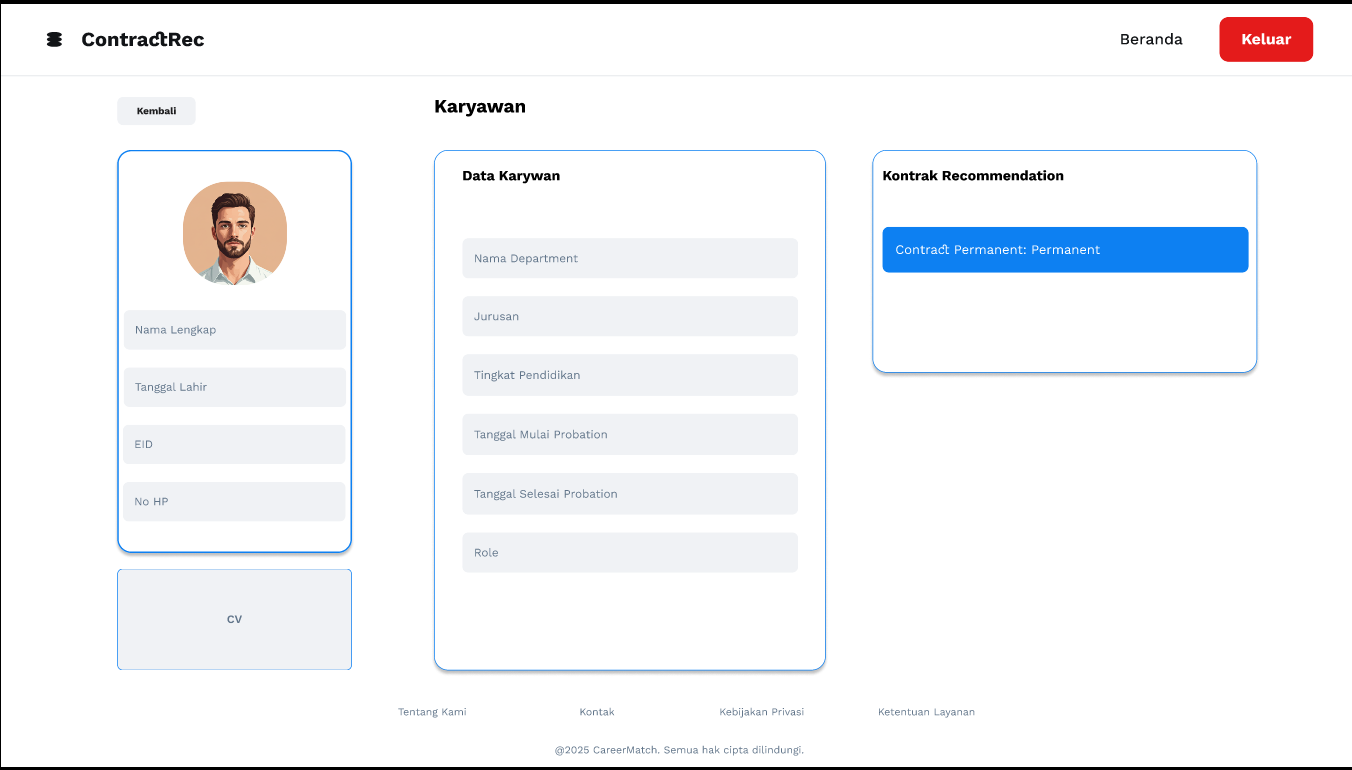 ContractRec
Beranda
Keluar
Kembali
Karyawan
Nama Lengkap
Tanggal Lahir
EID
No HP
CV
Data Karywan
Nama Department
Jurusan
Tingkat Pendidikan
Tanggal Mulai Probation
Tanggal Selesai Probation
Role
Kontrak Recommendation
Contract Permanent: Permanent
Tentang Kami
Kontak
Kebijakan Privasi
Ketentuan Layanan
@2025 CareerMatch. Semua hak cipta dilindungi.